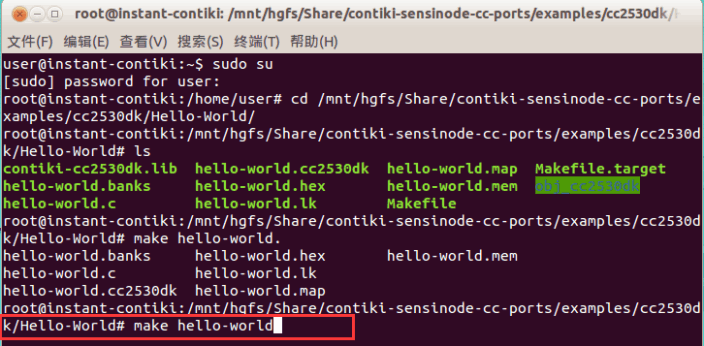 root@instant-contiki: /mnt/hgfs/Share/contiki-sensinode-cc-ports/examples/cc2530dk/
文件(F) 编辑(E) 查看(V) 搜索(S) 终端(T) 帮助(H)
user@instant-contiki:~$ sudo su
[sudo] password for user:
root@instant-contiki:/home/user# cd /mnt/hgfs/Share/contiki-sensinode-cc-ports/e
xamples/cc2530dk/Hello-World/
root@instant-contiki:/mnt/hgfs/Share/contiki-sensinode-cc-ports/examples/cc2530d
k/Hello-World# ls
contiki-cc2530dk.lib hello-world.cc2530dk hello-world.map Makefile.target
hello-world.banks hello-world.hex hello-world.mem obj_cc2530dk
hello-world.c hello-world.lk Makefile
root@instant-contiki:/mnt/hgfs/Share/contiki-sensinode-cc-ports/examples/cc2530d
k/Hello-World# make hello-world.
hello-world.banks hello-world.hex hello-world.mem
hello-world.c hello-world.lk
hello-world.cc2530dk hello-world.map
root@instant-contiki:/mnt/hgfs/Share/contiki-sensinode-cc-ports/examples/cc2530d
k/Hello-World# make hello-world